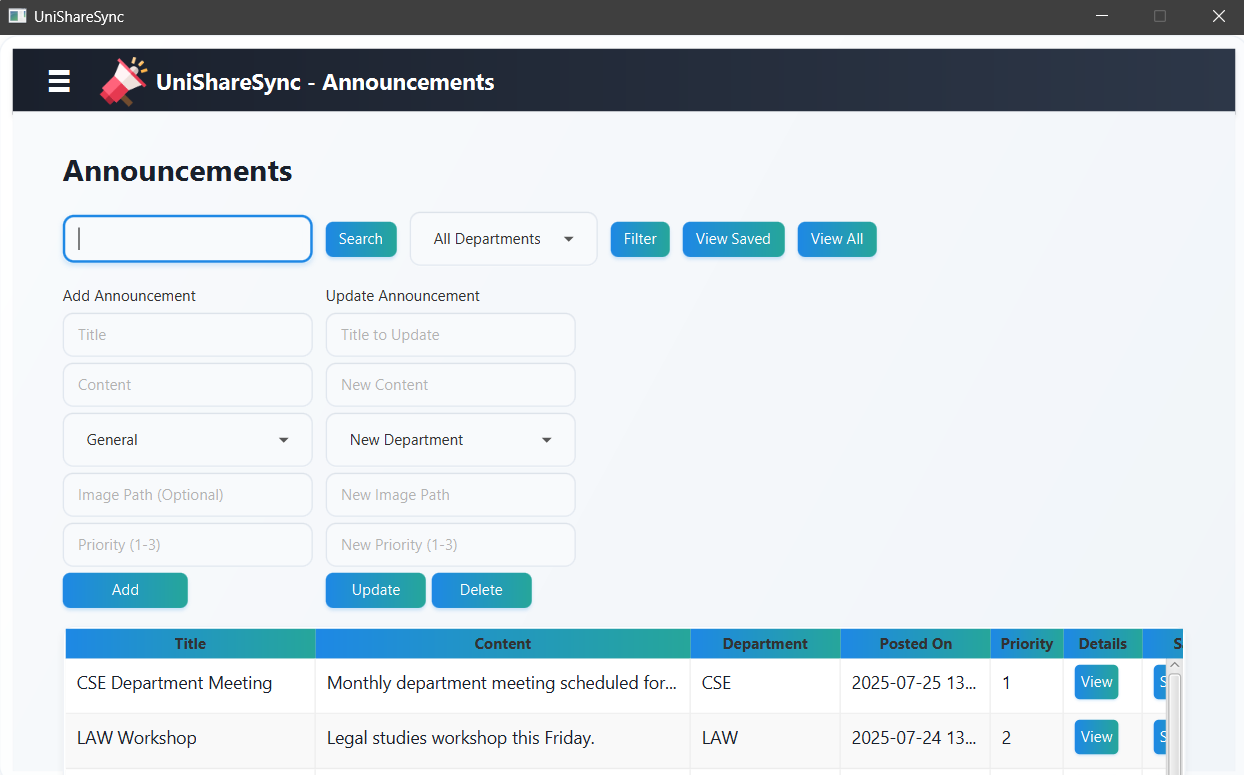 UniShareSync
UniShareSync - Announcements
Announcements
Search All Departments Filter View Saved View All
Add Announcement Update Announcement
Title Title to Update
Content New Content
General New Department
Image Path (Optional) New Image Path
Priority (1-3) New Priority (1-3)
Add Update Delete
Title Content Department Posted On Priority Details
CSE Department Meeting Monthly department meeting scheduled for... CSE 2025-07-25 13... 1 View
LAW Workshop Legal studies workshop this Friday. LAW 2025-07-24 13... 2 View